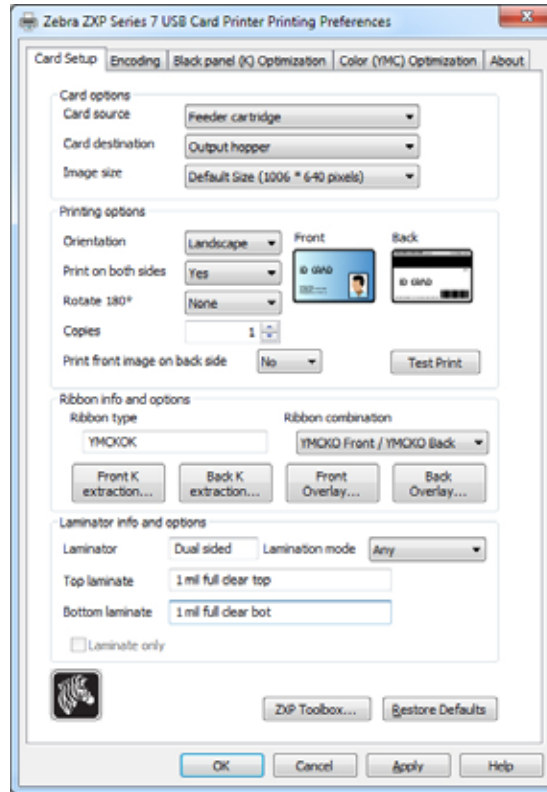 Zebra ZXP Series 7 USB Card Printer Printing Preferences
Card Setup Encoding Black panel (K) Optimization Color (YMC) Optimization About
Card options
Card source Feeder cartridge
Card destination Output hopper
Image size Default Size (1006 * 640 pixels)
Printing options
Orientation Landscape Front Back
Print on both sides Yes ID CARD ID CARD
Rotate 180° None
Copies 1
Print front image on back side No Test Print
Ribbon info and options
Ribbon type Ribbon combination
YMCKOK YMCKO Front / YMCKO Back
Front K extraction... Back K extraction... Front Overlay... Back Overlay...
Laminator info and options
Laminator Dual sided Lamination mode Any
Top laminate 1 mil full clear top
Bottom laminate 1 mil full clear bot
Laminate only
ZXP Toolbox... Restore Defaults
OK Cancel Apply Help